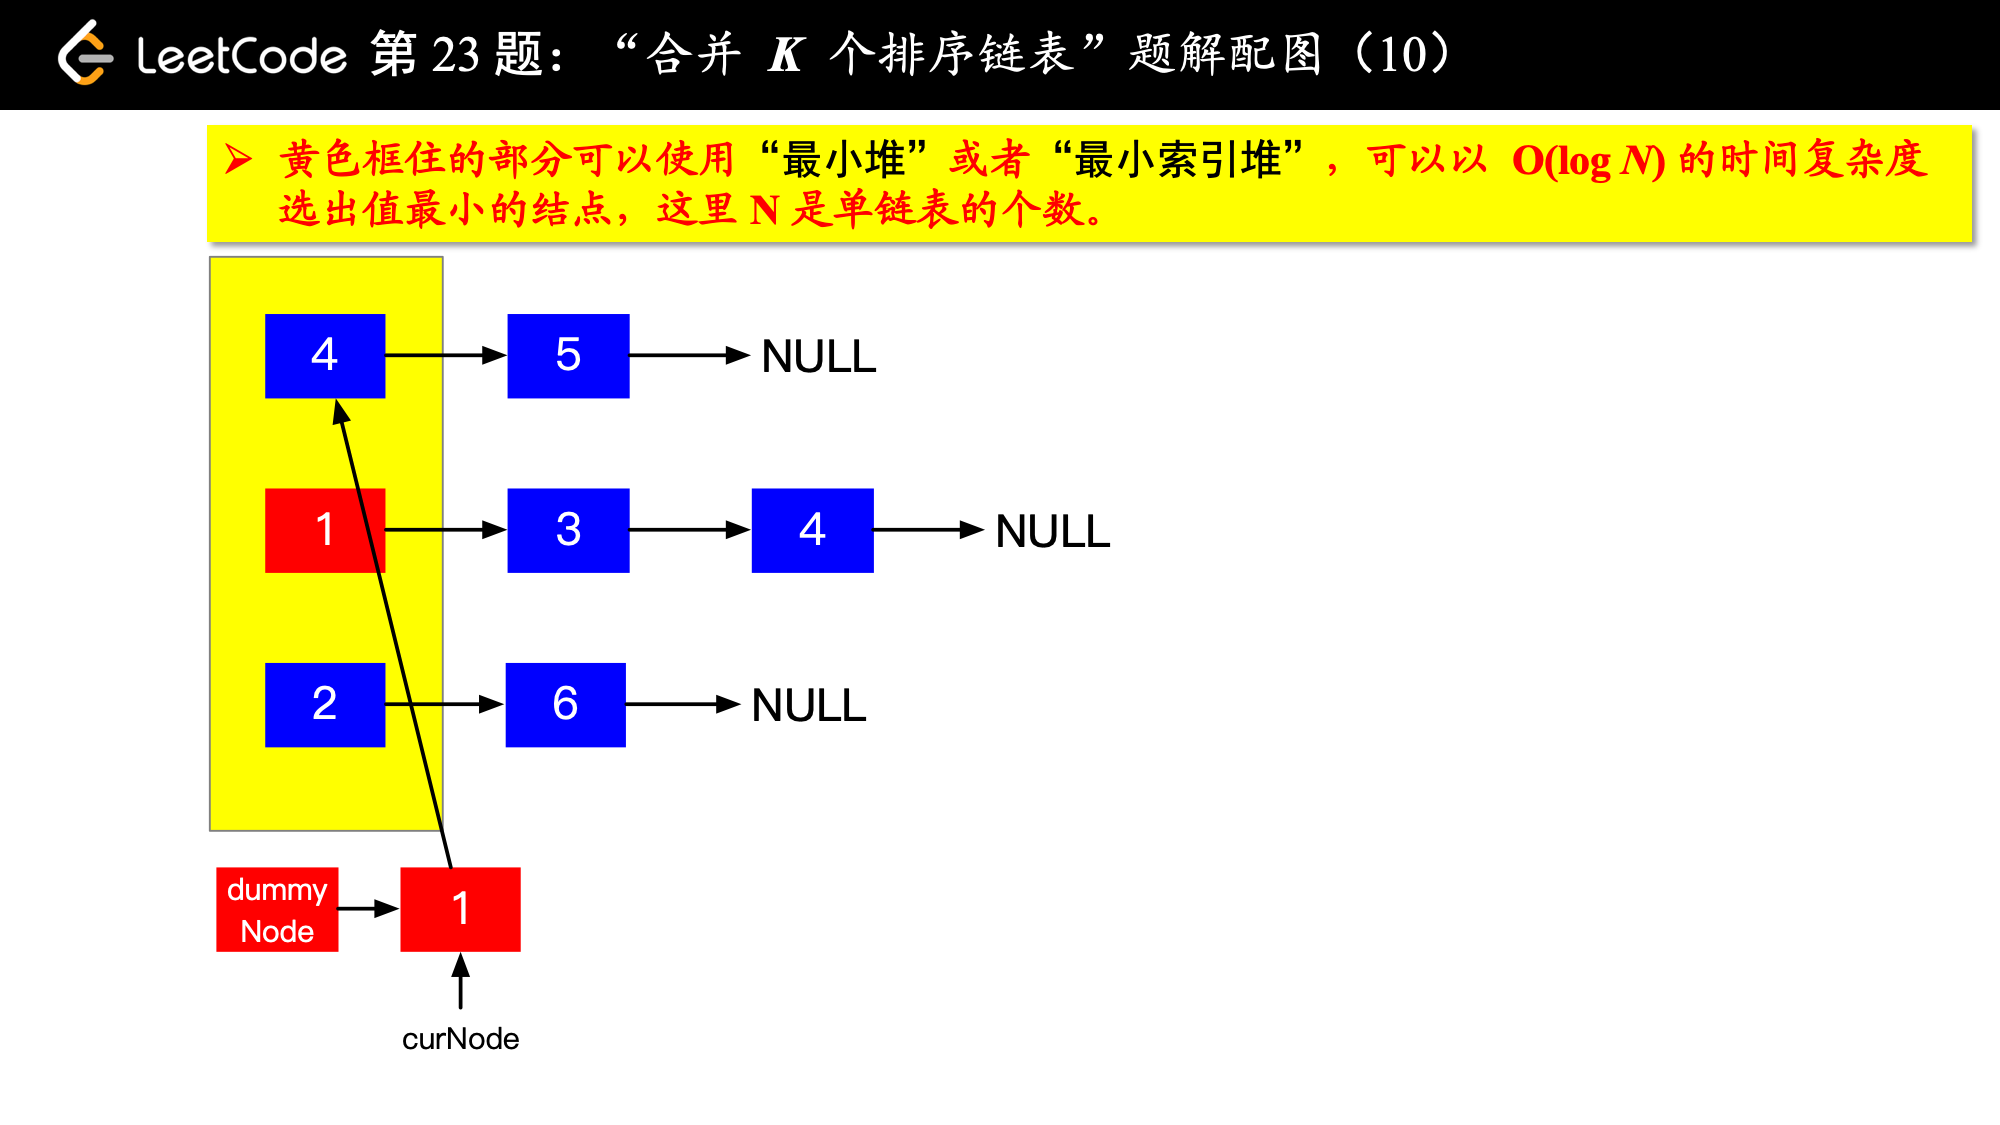 LeetCode 第 23 题：“合并 K 个排序链表”题解配图（10）
➢ 黄色框住的部分可以使用“最小堆”或者“最小索引堆”，可以以 O(log N) 的时间复杂度
选出值最小的结点，这里 N 是单链表的个数。
4 5 NULL
1 3 4 NULL
2 6 NULL
dummy
Node
1
curNode